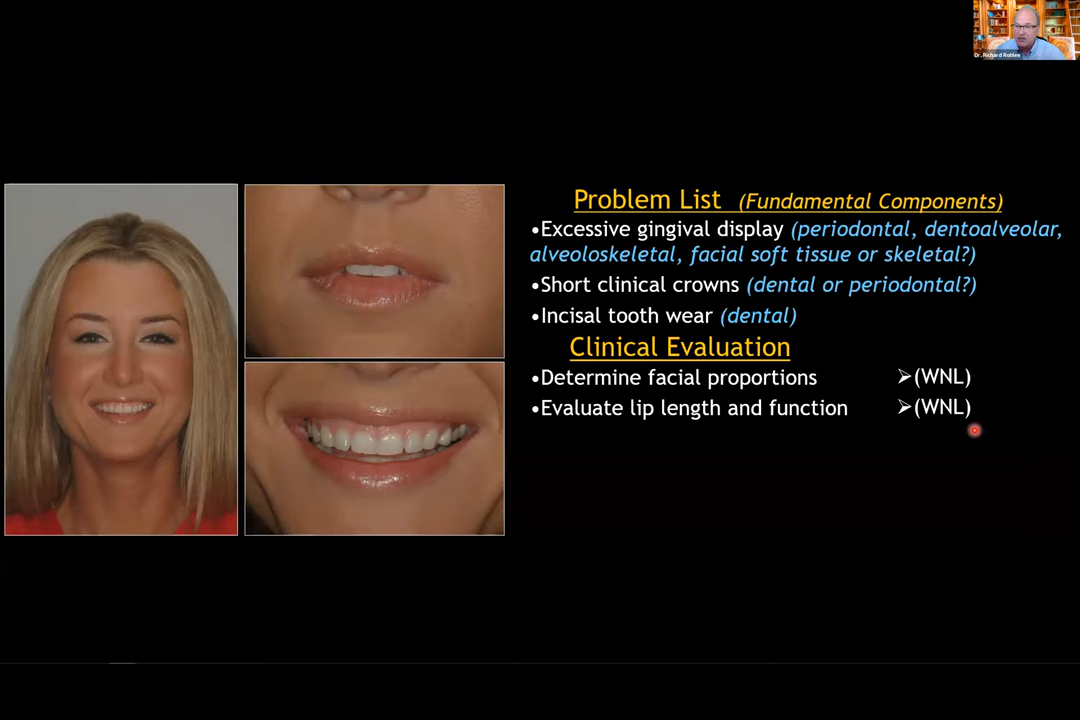 Dr. Richard Roblee
Problem List (Fundamental Components)
•Excessive gingival display (periodontal, dentoalveolar,
alveoloskeletal, facial soft tissue or skeletal?)
•Short clinical crowns (dental or periodontal?)
•Incisal tooth wear (dental)
Clinical Evaluation
•Determine facial proportions ➢(WNL)
•Evaluate lip length and function ➢(WNL)